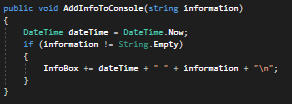 public void AddInfoToConsole(string information)
{
DateTime dateTime = DateTime.Now;
if (information != String.Empty)
{
InfoBox += dateTime + " " + information + "\n";
}
}